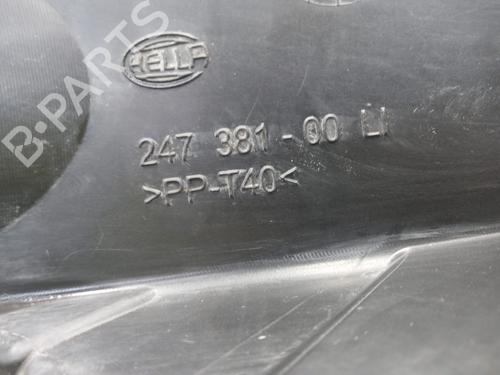 HELLA
247 381-00 LI
>PP-T40<
B-PARTS